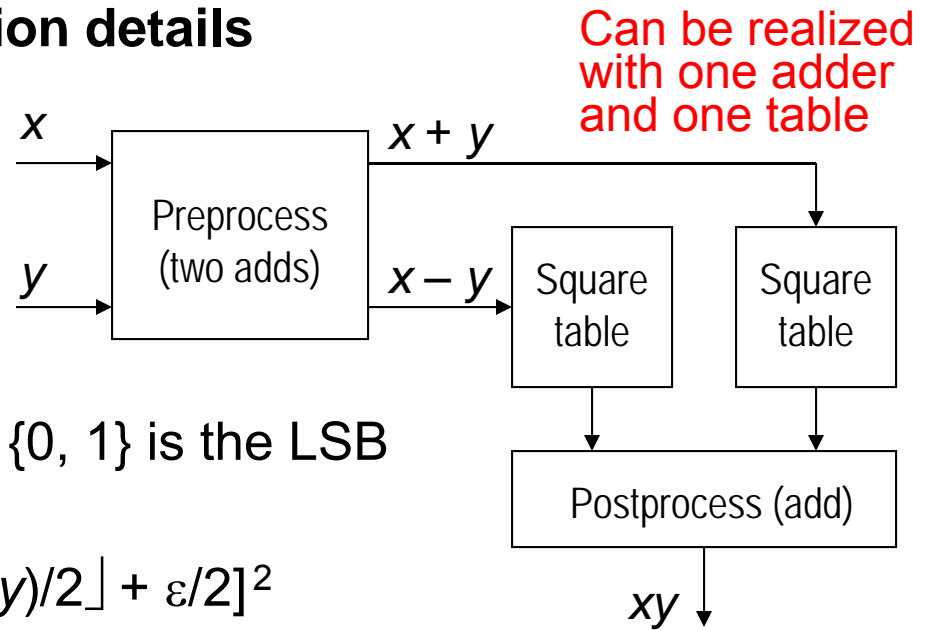 ion details
Can be realized
with one adder
and one table
x
x + y
Preprocess
(two adds)
y
x – y
Square
table
Square
table
{0, 1} is the LSB
Postprocess (add)
y)/2⌋ + ε/2]²
xy